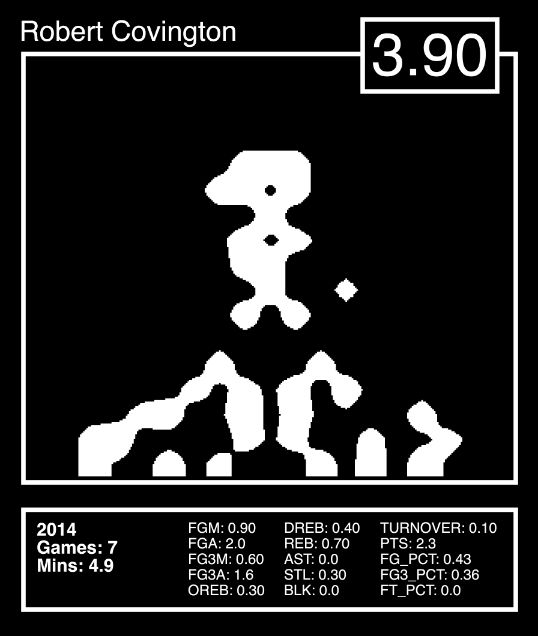 Robert Covington
3.90
2014
Games: 7
Mins: 4.9
FGM: 0.90
FGA: 2.0
FG3M: 0.60
FG3A: 1.6
OREB: 0.30
DREB: 0.40
REB: 0.70
AST: 0.0
STL: 0.30
BLK: 0.0
TURNOVER: 0.10
PTS: 2.3
FG_PCT: 0.43
FG3_PCT: 0.36
FT_PCT: 0.0